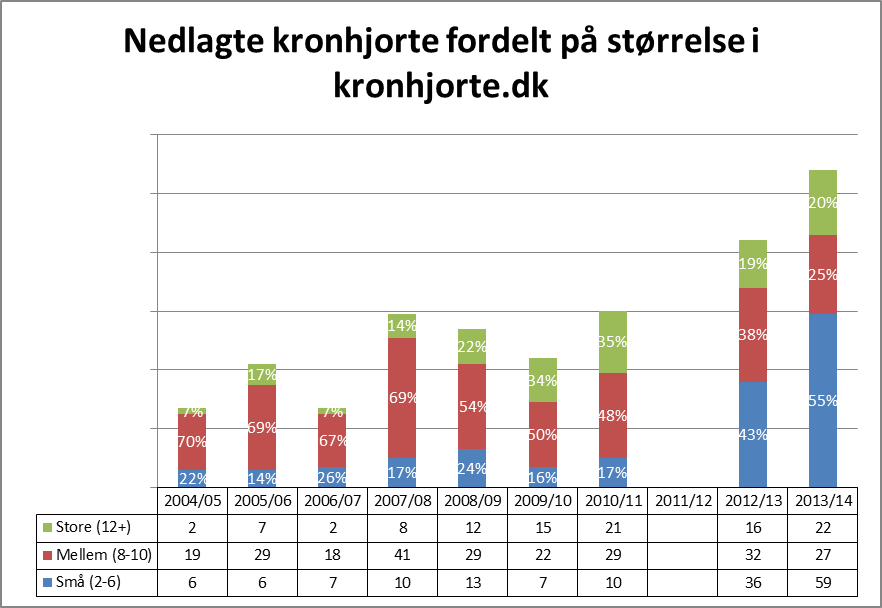 Nedlagte kronhjorte fordelt på størrelse i
kronhjorte.dk
7% 17% 7% 14% 22% 34% 35% 19% 20%
70% 69% 67% 69% 54% 50% 48% 38% 25%
22% 14% 26% 17% 24% 16% 17% 43% 55%
2004/05 2005/06 2006/07 2007/08 2008/09 2009/10 2010/11 2011/12 2012/13 2013/14
Store (12+) 2 7 2 8 12 15 21 16 22
Mellem (8-10) 19 29 18 41 29 22 29 32 27
Små (2-6) 6 6 7 10 13 7 10 36 59